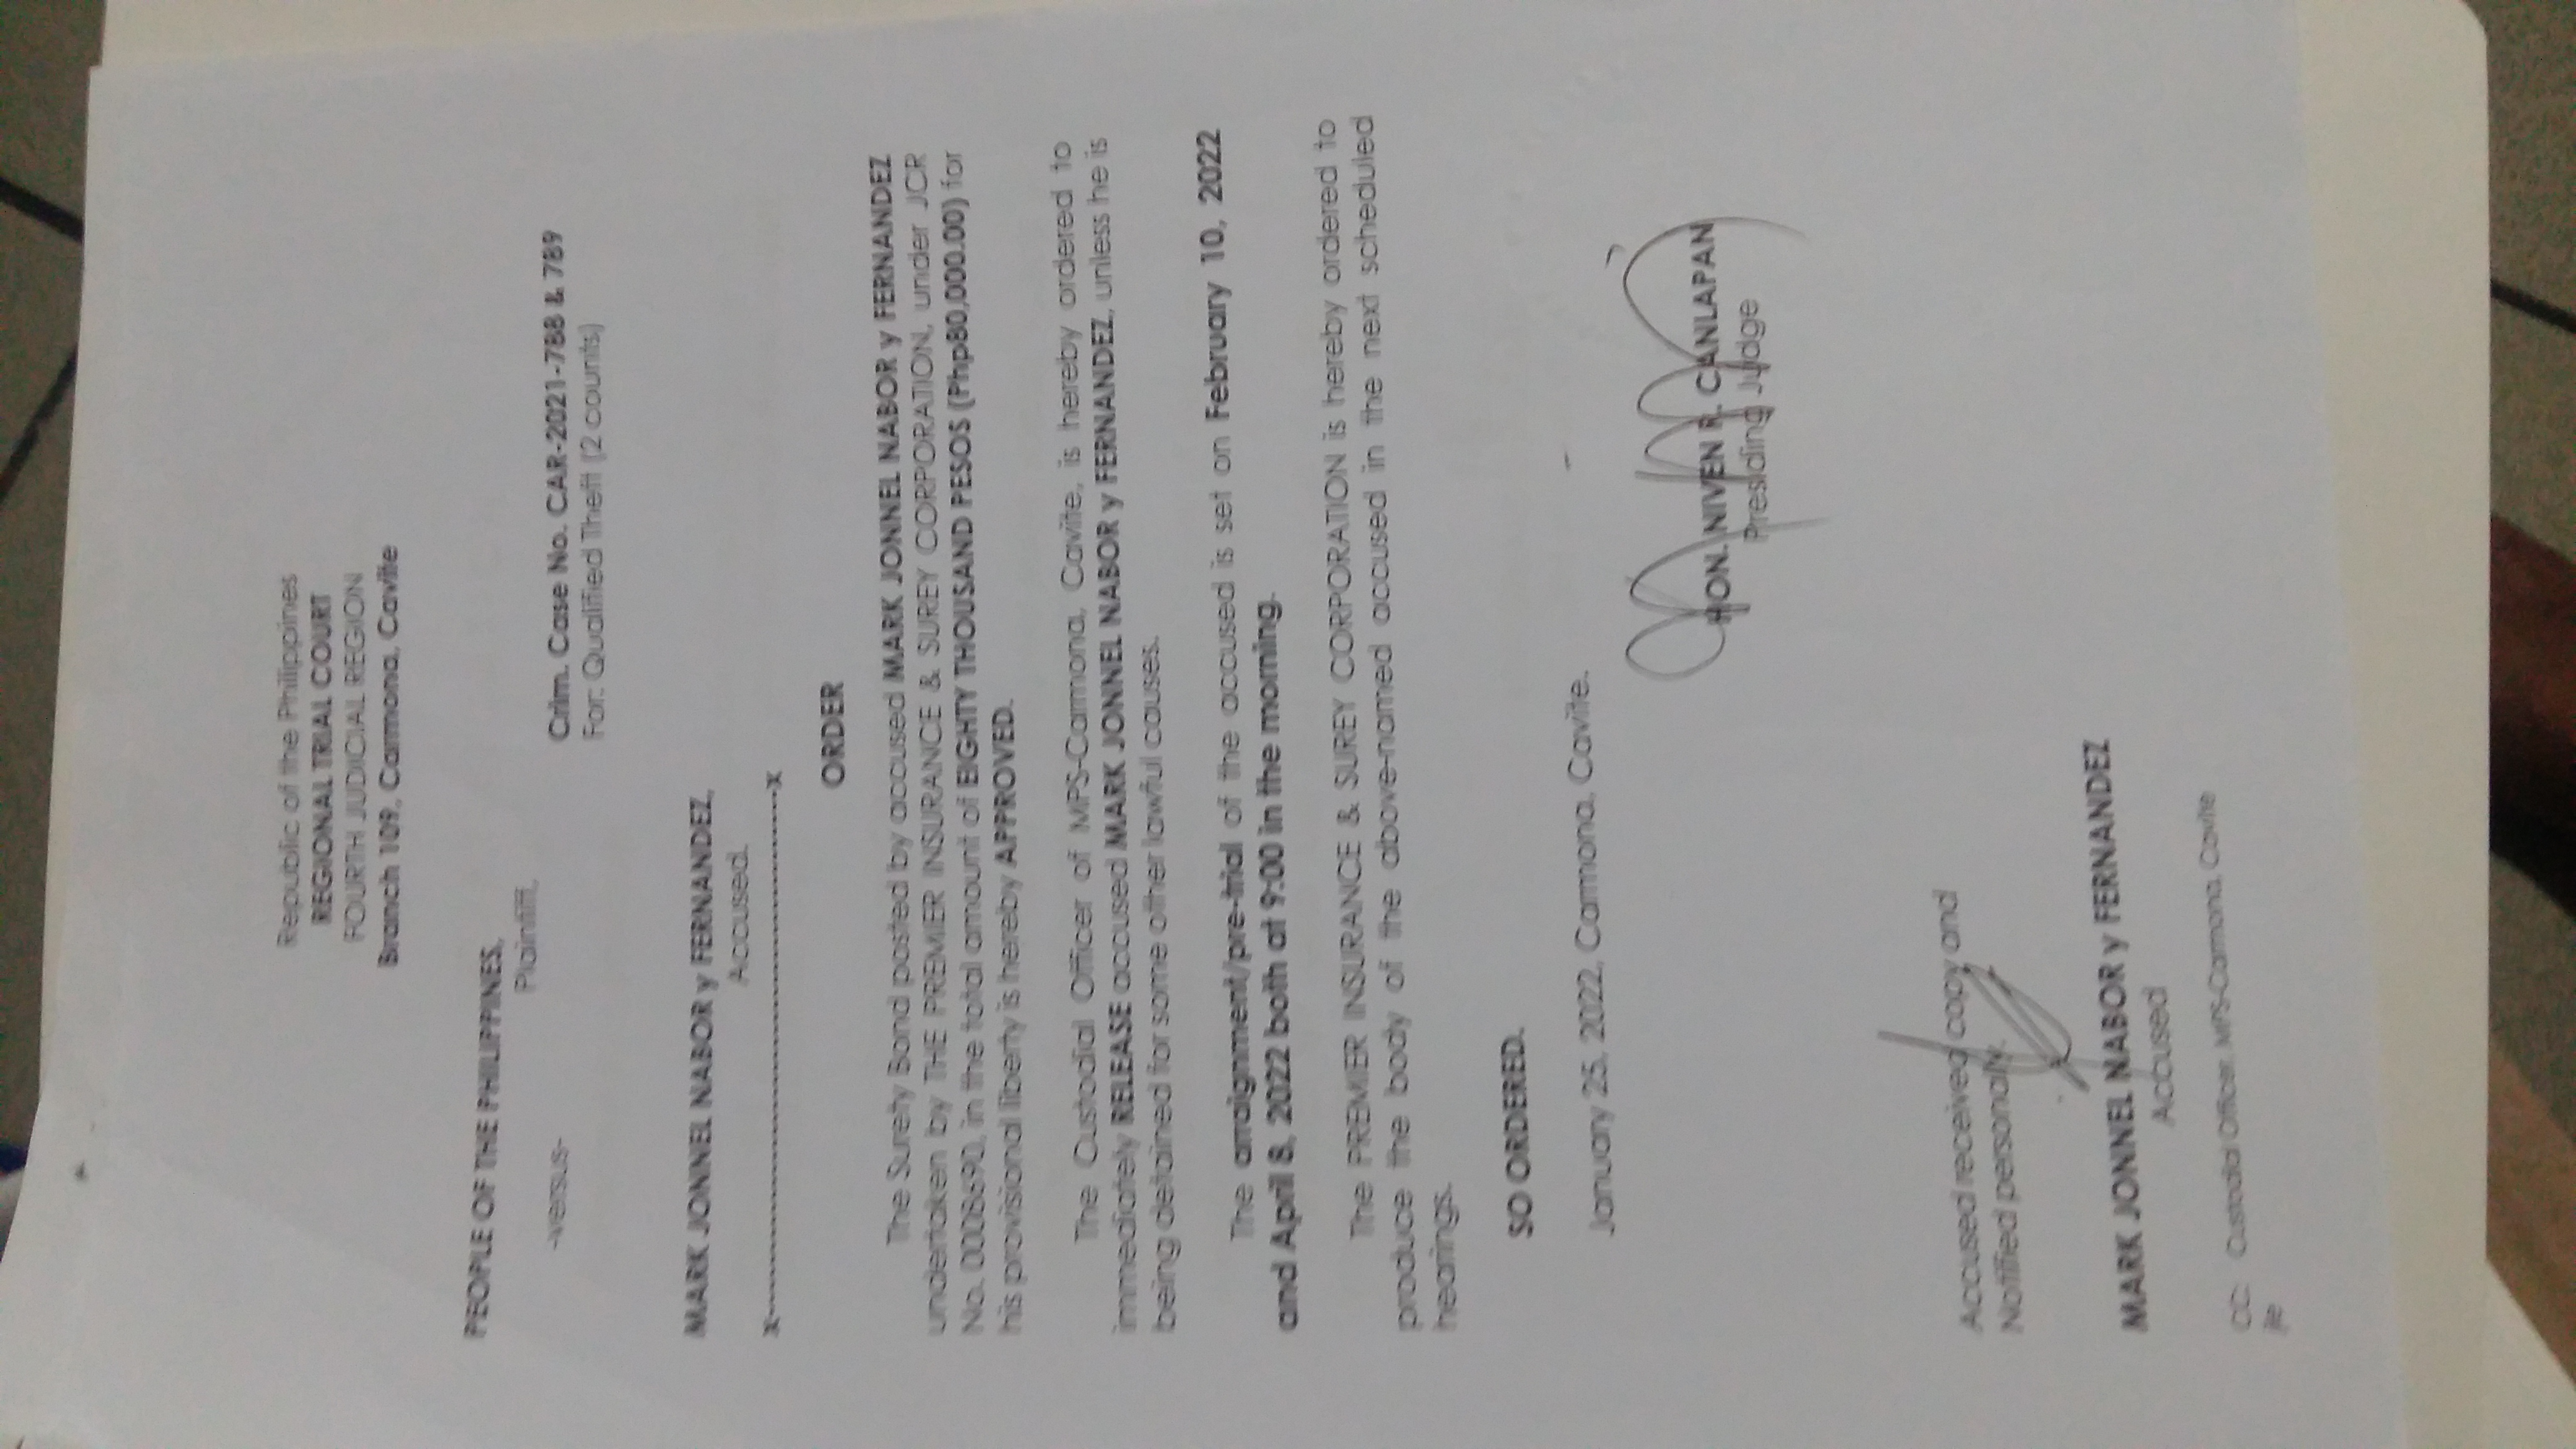 Republic of the Philippines
REGIONAL TRIAL COURT
FOURTH JUDICIAL REGION
Branch 109, Carmona, Cavite
PEOPLE OF THE PHILIPPINES,
Plaintiff,
-versus-
Crim. Case No. CAR-2021-788 & 789
For: Qualified Theft (2 counts)
MARK JONNEL NABOR y FERNANDEZ,
Accused.
x------------------------------------------x
ORDER
The Surety Bond posted by accused MARK JONNEL NABOR y FERNANDEZ
undertaken by THE PREMIER INSURANCE & SUREY CORPORATION, under JCR
No. 0008690, in the total amount of EIGHTY THOUSAND PESOS (Php80,000.00) for
his provisional liberty is hereby APPROVED.
The Custodial Officer of MPS-Carmona, Cavite, is hereby ordered to
immediately RELEASE accused MARK JONNEL NABOR y FERNANDEZ, unless he is
being detained for some other lawful causes.
The arraignment/pre-trial of the accused is set on February 10, 2022
and April 8, 2022 both at 9:00 in the morning.
The PREMIER INSURANCE & SUREY CORPORATION is hereby ordered to
produce the body of the above-named accused in the next scheduled
hearings.
SO ORDERED.
January 25, 2022, Carmona, Cavite.
HON. NIVEN R. CANLAPAN
Presiding Judge
Accused received copy and
Notified personally.
MARK JONNEL NABOR y FERNANDEZ
Accused
CC: Custodial Officer, MPS-Carmona, Cavite